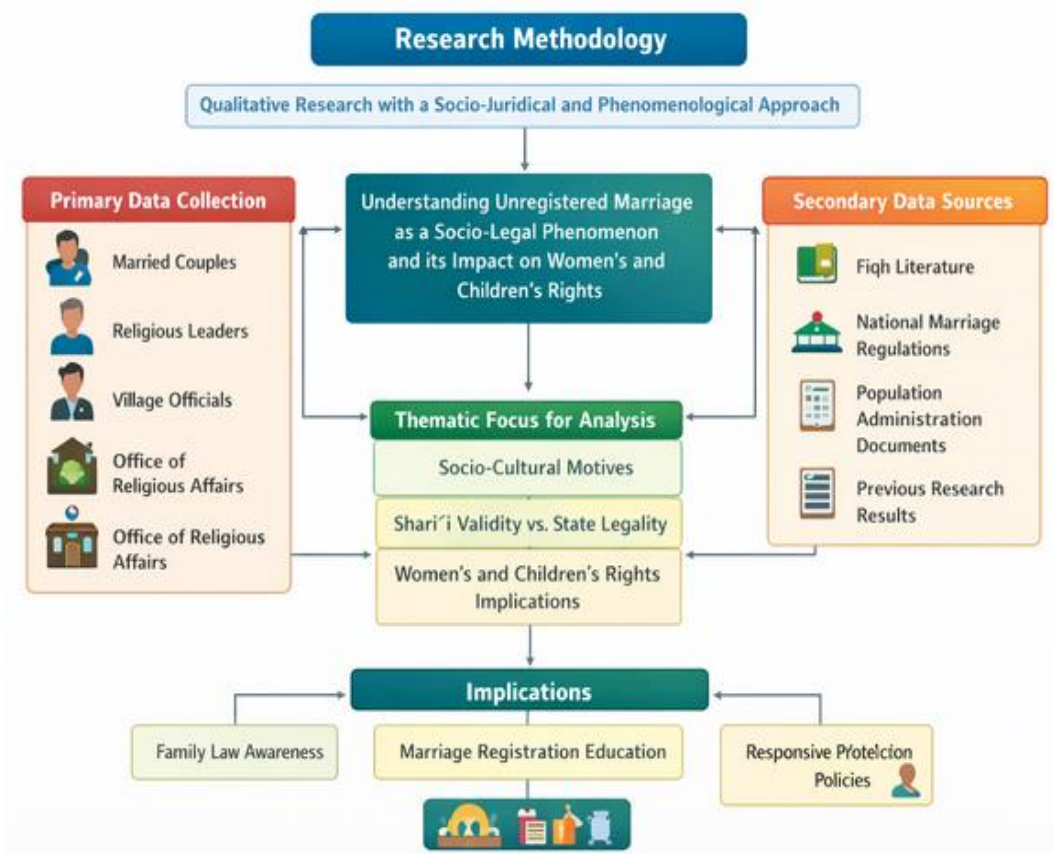 Research Methodology
Qualitative Research with a Socio-Juridical and Phenomenological Approach
Primary Data Collection
Married Couples
Religious Leaders
Village Officials
Office of
Religious Affairs
Office of Religious
Affairs
Understanding Unregistered Marriage
as a Socio-Legal Phenomenon
and its Impact on Women's and
Children's Rights
Secondary Data Sources
Fiqh Literature
National Marriage
Regulations
Population
Administration
Documents
Previous Research
Results
Thematic Focus for Analysis
Socio-Cultural Motives
Shari´i Validity vs. State Legality
Women's and Children's Rights
Implications
Implications
Family Law Awareness
Marriage Registration Education
Responsive
Policies